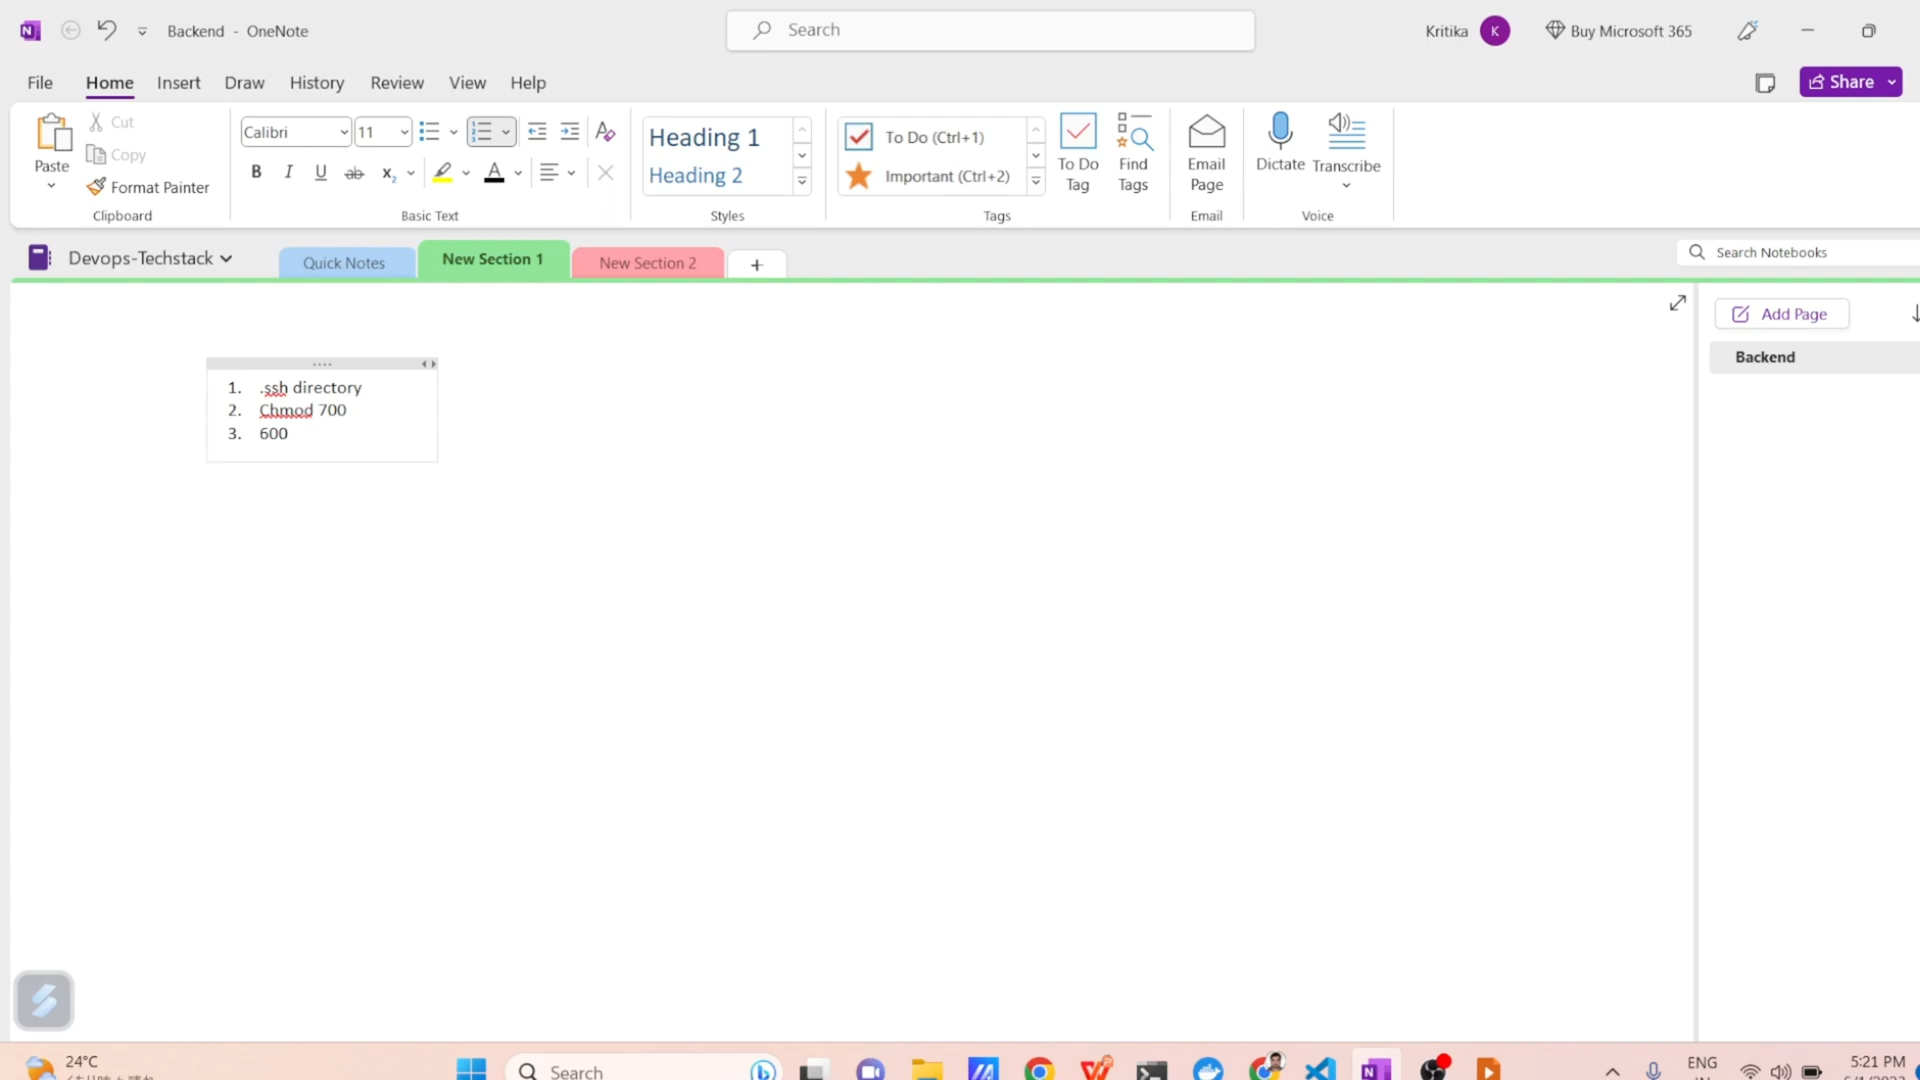 Backend - OneNote
Search
Kritika
K
Buy Microsoft 365
File
Home
Insert
Draw
History
Review
View
Help
Share
Paste
Cut
Copy
Format Painter
Clipboard
Calibri
11
B I U ab x2 A
Basic Text
Heading 1
Heading 2
Styles
To Do (Ctrl+1)
Important (Ctrl+2)
To Do
Tag
Find
Tags
Tags
Email
Page
Email
Dictate
Transcribe
Voice
Devops-Techstack
Quick Notes
New Section 1
New Section 2
+
Search Notebooks
Add Page
Backend
1. .ssh directory
2. Chmod 700
3. 600
24°C
Search
ENG
5:21 PM